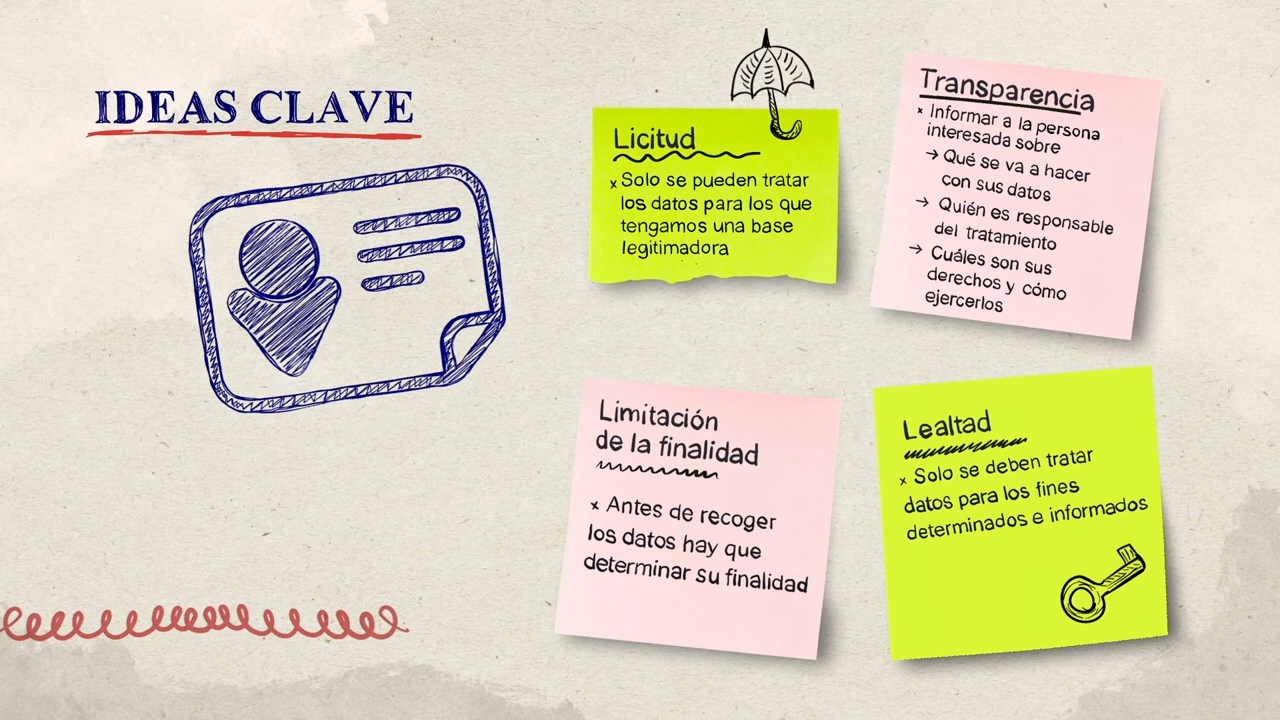 IDEAS CLAVE
Licitud
x Solo se pueden tratar
los datos para los que
tengamos una base
legitimadora
Transparencia
x Informar a la persona
interesada sobre
→ Qué se va a hacer
con sus datos
→ Quién es responsable
del tratamiento
→ Cuáles son sus
derechos y cómo
ejercerlos
Limitación
de la finalidad
x Antes de recoger
los datos hay que
determinar su finalidad
Lealtad
x Solo se deben tratar
datos para los fines
determinados e informados